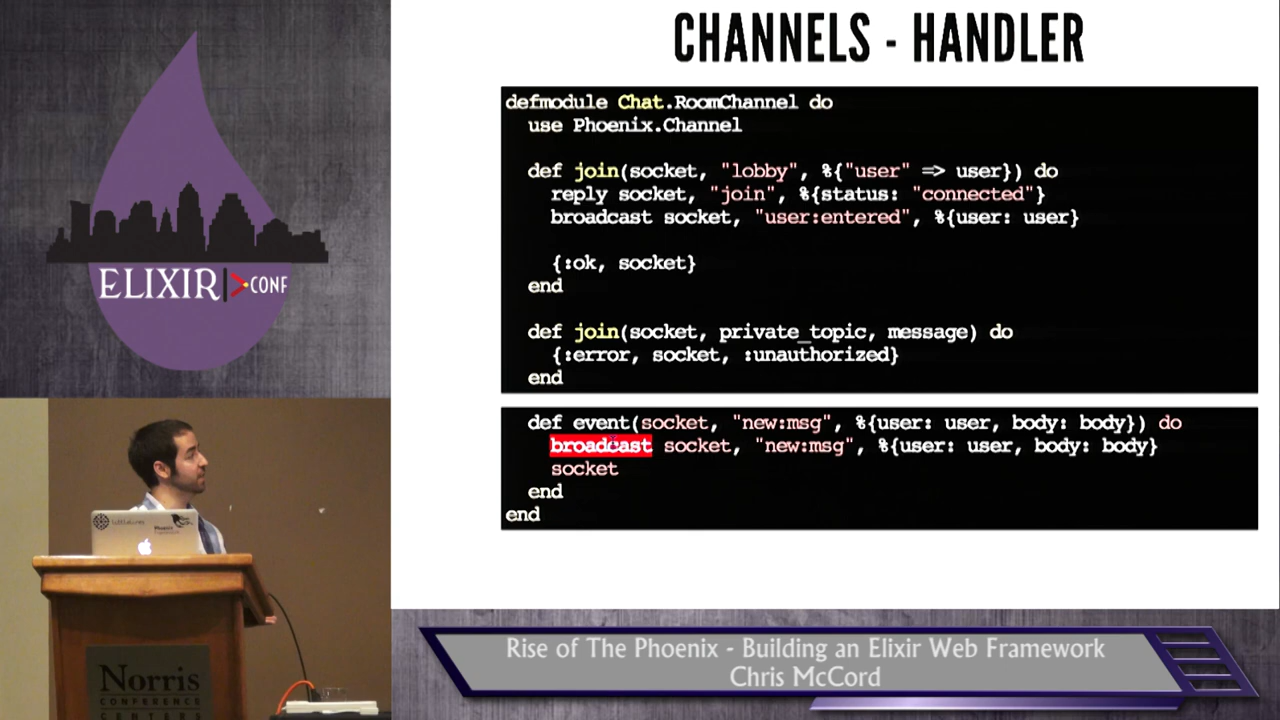 CHANNELS - HANDLER
defmodule Chat.RoomChannel do
use Phoenix.Channel
def join(socket, "lobby", %{"user" => user}) do
reply socket, "join", %{status: "connected"}
broadcast socket, "user:entered", %{user: user}
{:ok, socket}
end
def join(socket, private_topic, message) do
{:error, socket, :unauthorized}
end
def event(socket, "new:msg", %{user: user, body: body}) do
broadcast socket, "new:msg", %{user: user, body: body}
socket
end
end
ELIXIR CONF
Phoenix
Norris
CONFERENCE
CENTERS
Rise of The Phoenix - Building an Elixir Web Framework
Chris McCord